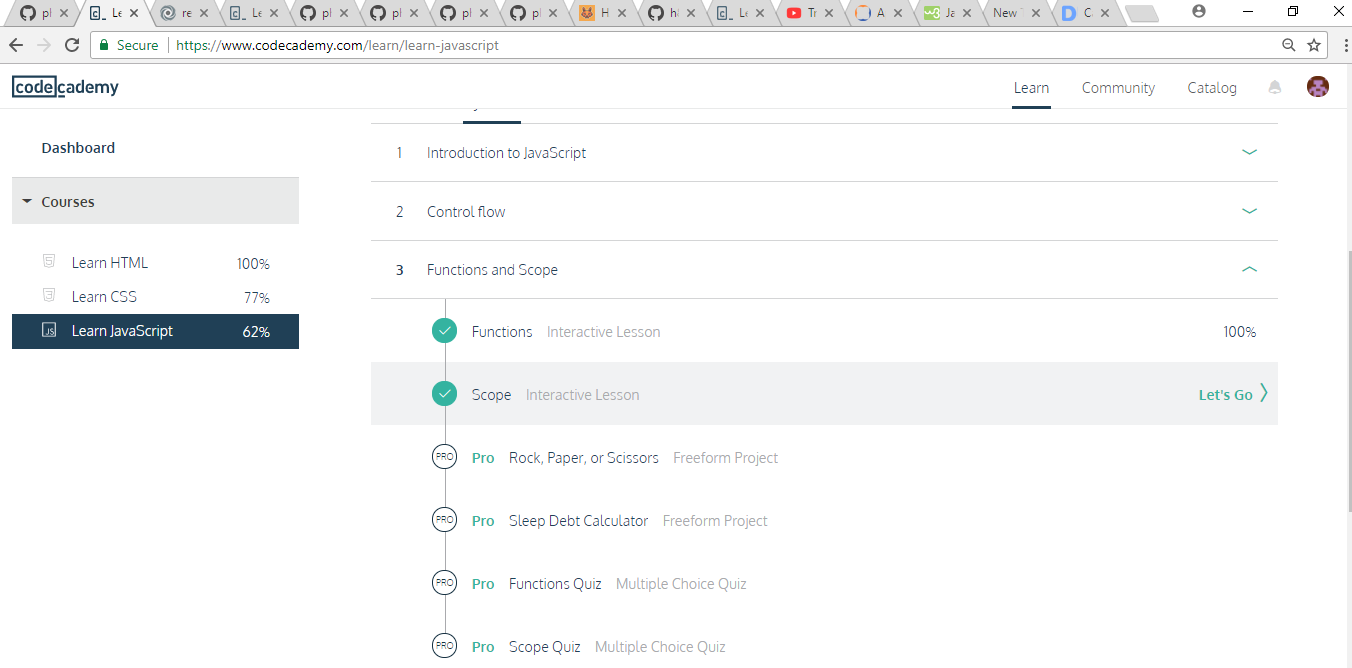 pl Le re Le pl pl pl pl H h Le Tr A Ja New C
Secure https://www.codecademy.com/learn/learn-javascript
codecademy Learn Community Catalog
Dashboard
1 Introduction to JavaScript
Courses
2 Control flow
Learn HTML 100%
3 Functions and Scope
Learn CSS 77%
JS Learn JavaScript 62%
Functions Interactive Lesson 100%
Scope Interactive Lesson Let's Go
PRO Pro Rock, Paper, or Scissors Freeform Project
PRO Pro Sleep Debt Calculator Freeform Project
PRO Pro Functions Quiz Multiple Choice Quiz
PRO Pro Scope Quiz Multiple Choice Quiz